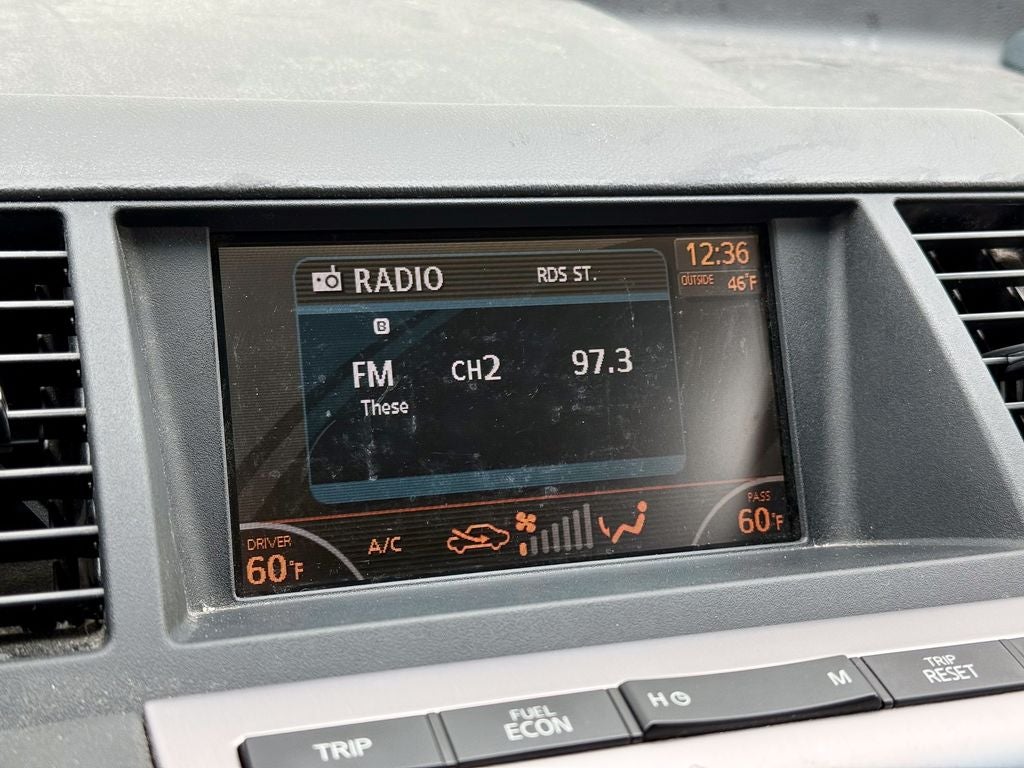 RADIO RDS ST.
12:36
OUTSIDE 46°F
B
FM CH2 97.3
These
DRIVER
60°F
A/C
PASS
60°F
TRIP
FUEL
ECON
H M
TRIP
RESET